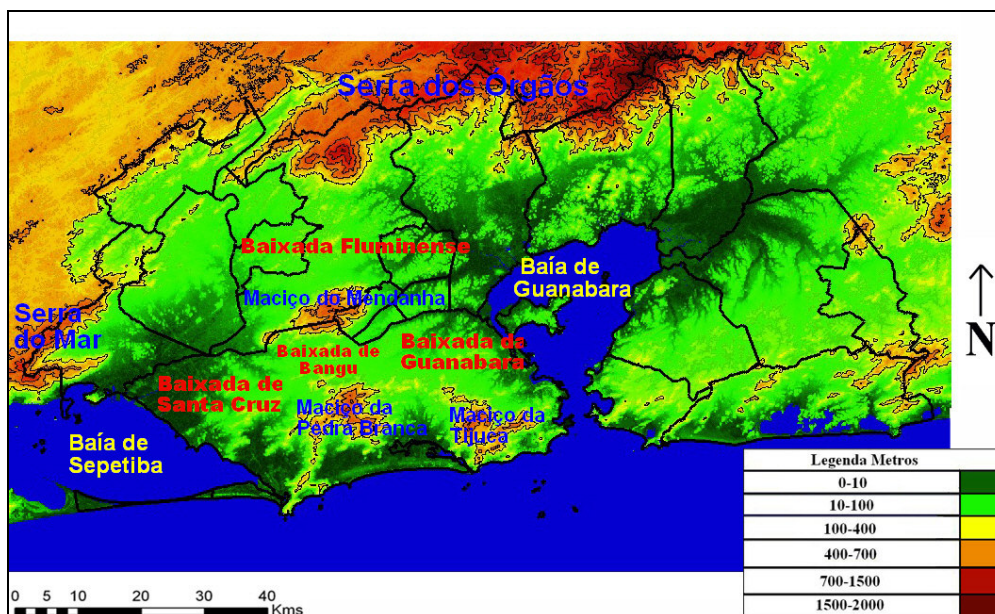 Serra dos Órgãos
Baixada Fluminense
Baía de
Guanabara
Maciço do Mendanha
Serra
do Mar
Baixada de
Bangu
Baixada de
Guanabara
Baixada de
Santa Cruz
Maciço da
Pedra Branca
Maciço da
Tijuca
Baía de
Sepetiba
N
Legenda Metros
0-10
10-100
100-400
400-700
700-1500
1500-2000
0 5 10 20 30 40
Kms